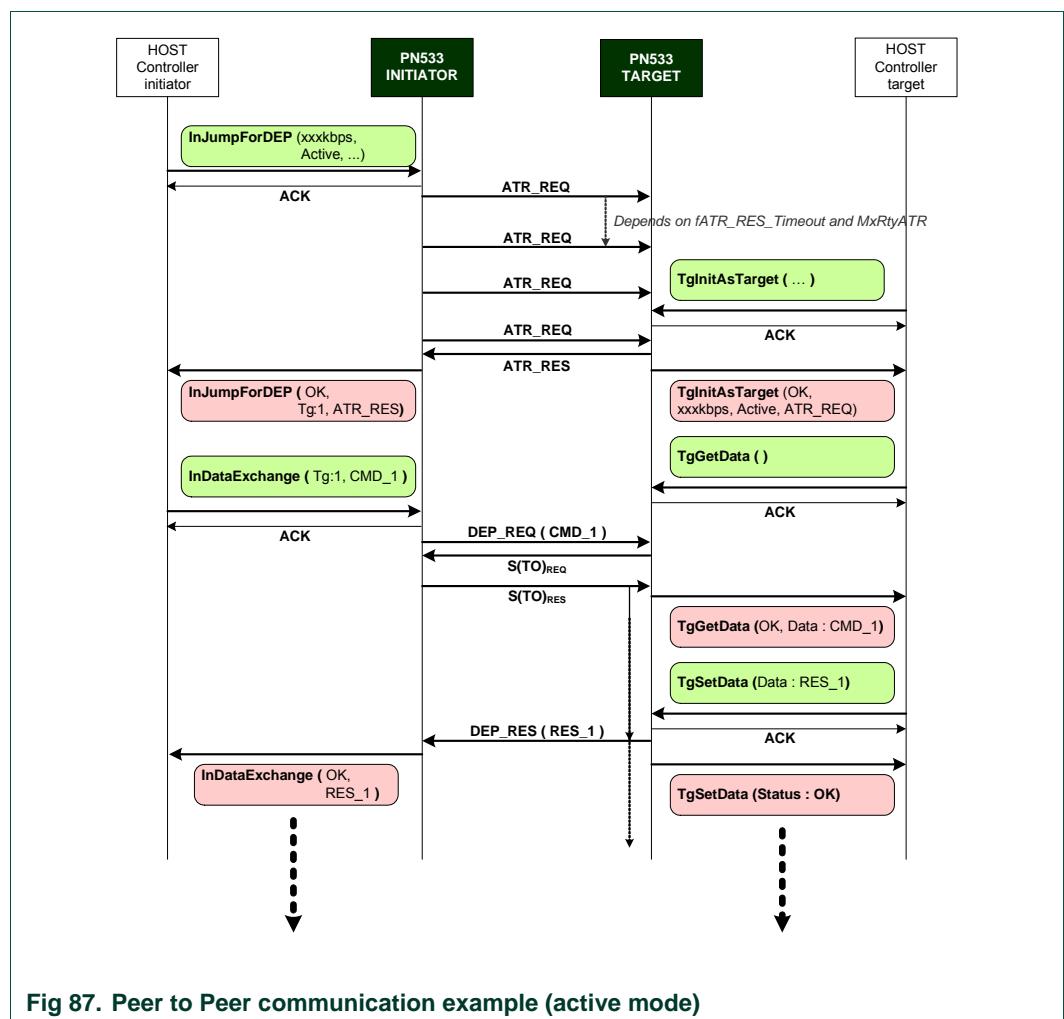 HOST
Controller
initiator
PN533
INITIATOR
PN533
TARGET
HOST
Controller
target
InJumpForDEP (xxxkbps,
Active, ...)
ACK
ATR_REQ
Depends on fATR_RES_Timeout and MxRtyATR
ATR_REQ
ATR_REQ
TgInitAsTarget ( … )
ACK
ATR_REQ
ATR_RES
InJumpForDEP ( OK,
Tg:1, ATR_RES)
TgInitAsTarget (OK,
xxxkbps, Active, ATR_REQ)
TgGetData ( )
InDataExchange ( Tg:1, CMD_1 )
ACK
ACK
DEP_REQ ( CMD_1 )
S(TO)REQ
S(TO)RES
TgGetData (OK, Data : CMD_1)
TgSetData (Data : RES_1)
DEP_RES ( RES_1 )
ACK
InDataExchange ( OK,
RES_1 )
TgSetData (Status : OK)
Fig 87. Peer to Peer communication example (active mode)